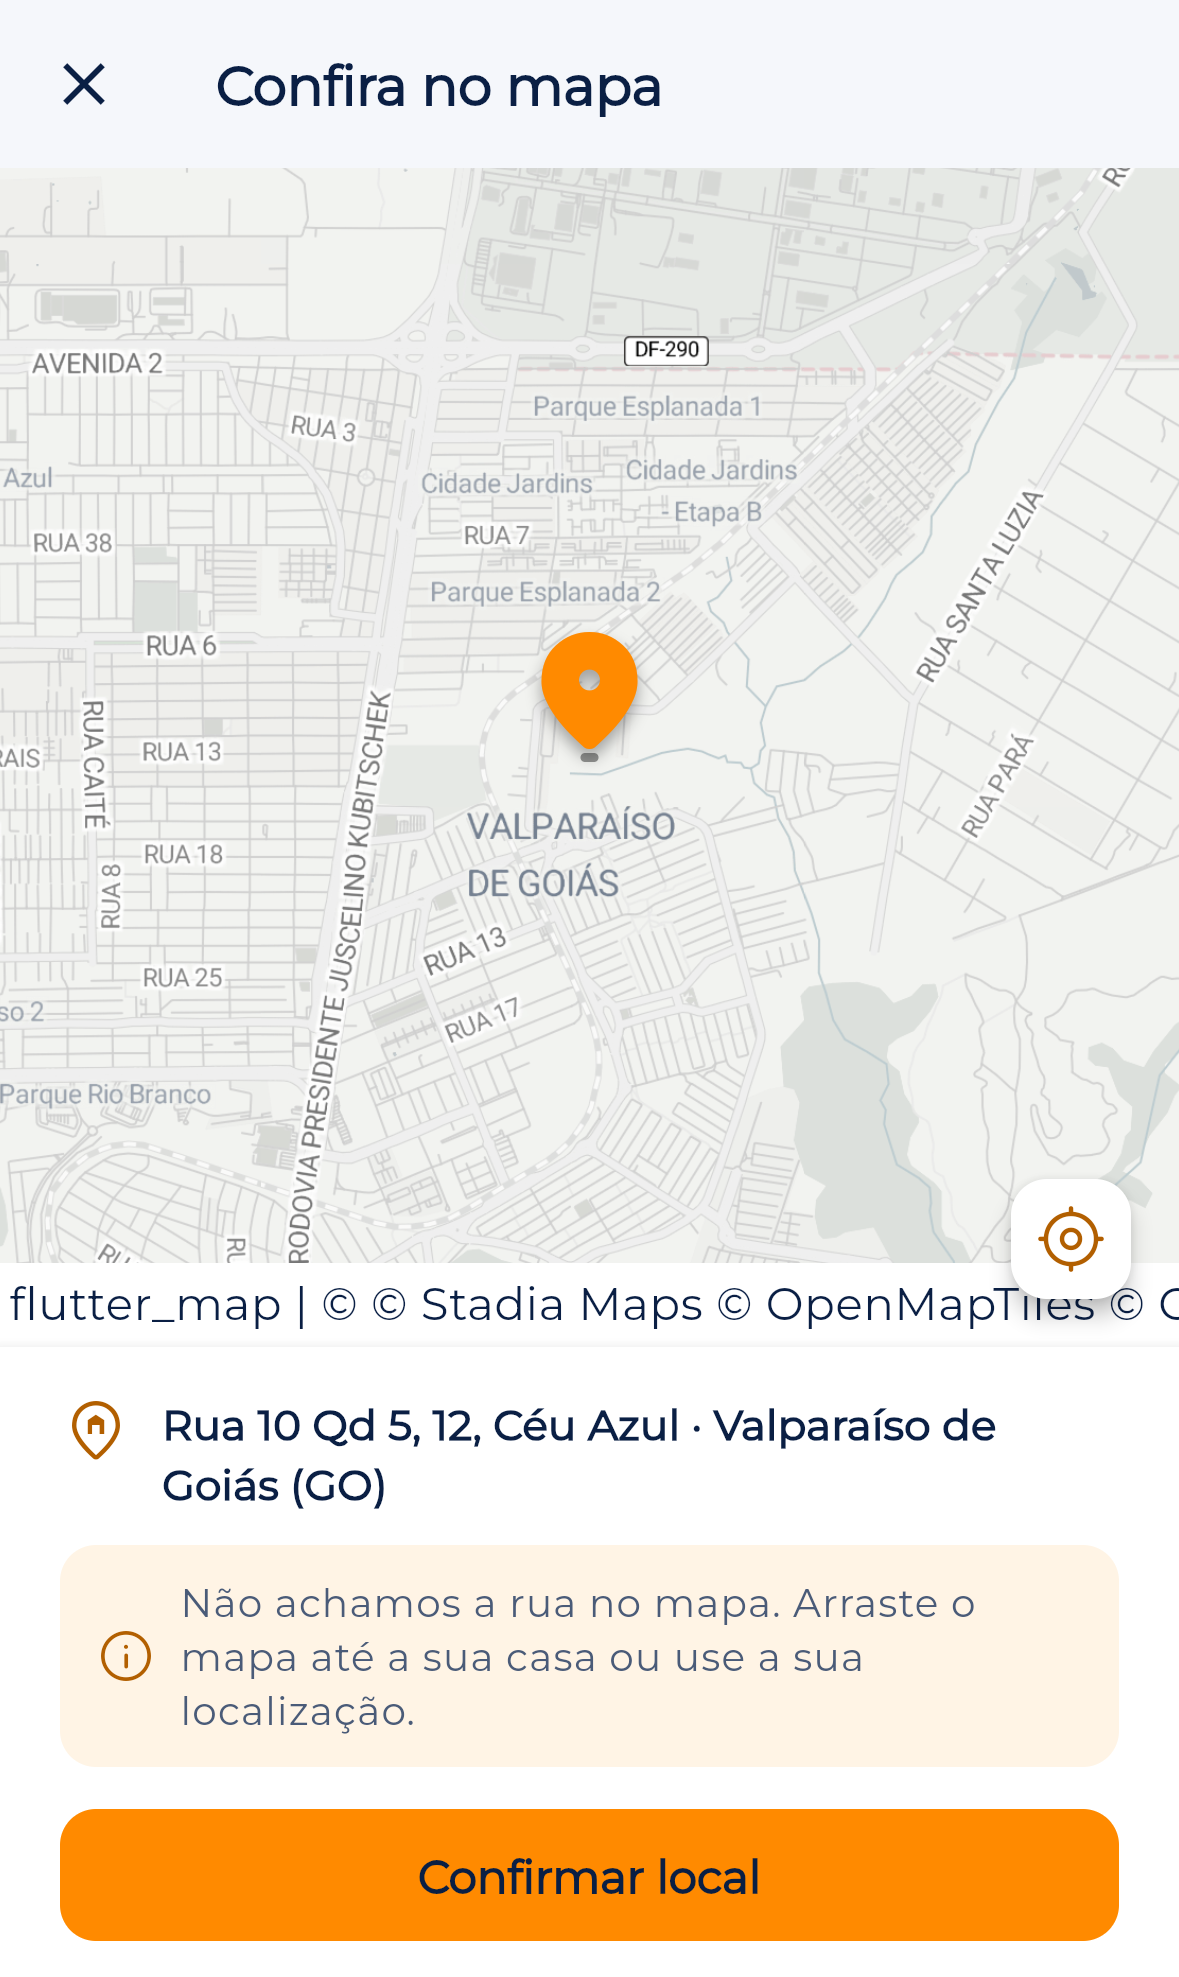 Confira no mapa
DF-290
AVENIDA 2
Parque Esplanada 1
RUA 3
Azul
Cidade Jardins
Cidade Jardins
- Etapa B
RUA 38
RUA 7
Parque Esplanada 2
RUA SANTA LUZIA
RUA 6
RUA CAITÉ
RUA 13
RODOVIA PRESIDENTE JUSCELINO KUBITSCHEK
RUA PARÁ
VALPARAÍSO
DE GOIÁS
RUA 18
RUA 8
RUA 13
RUA 25
RUA 17
so 2
Parque Rio Branco
flutter_map | © © Stadia Maps © OpenMapTiles ©
Rua 10 Qd 5, 12, Céu Azul · Valparaíso de
Goiás (GO)
Não achamos a rua no mapa. Arraste o
mapa até a sua casa ou use a sua
localização.
Confirmar local